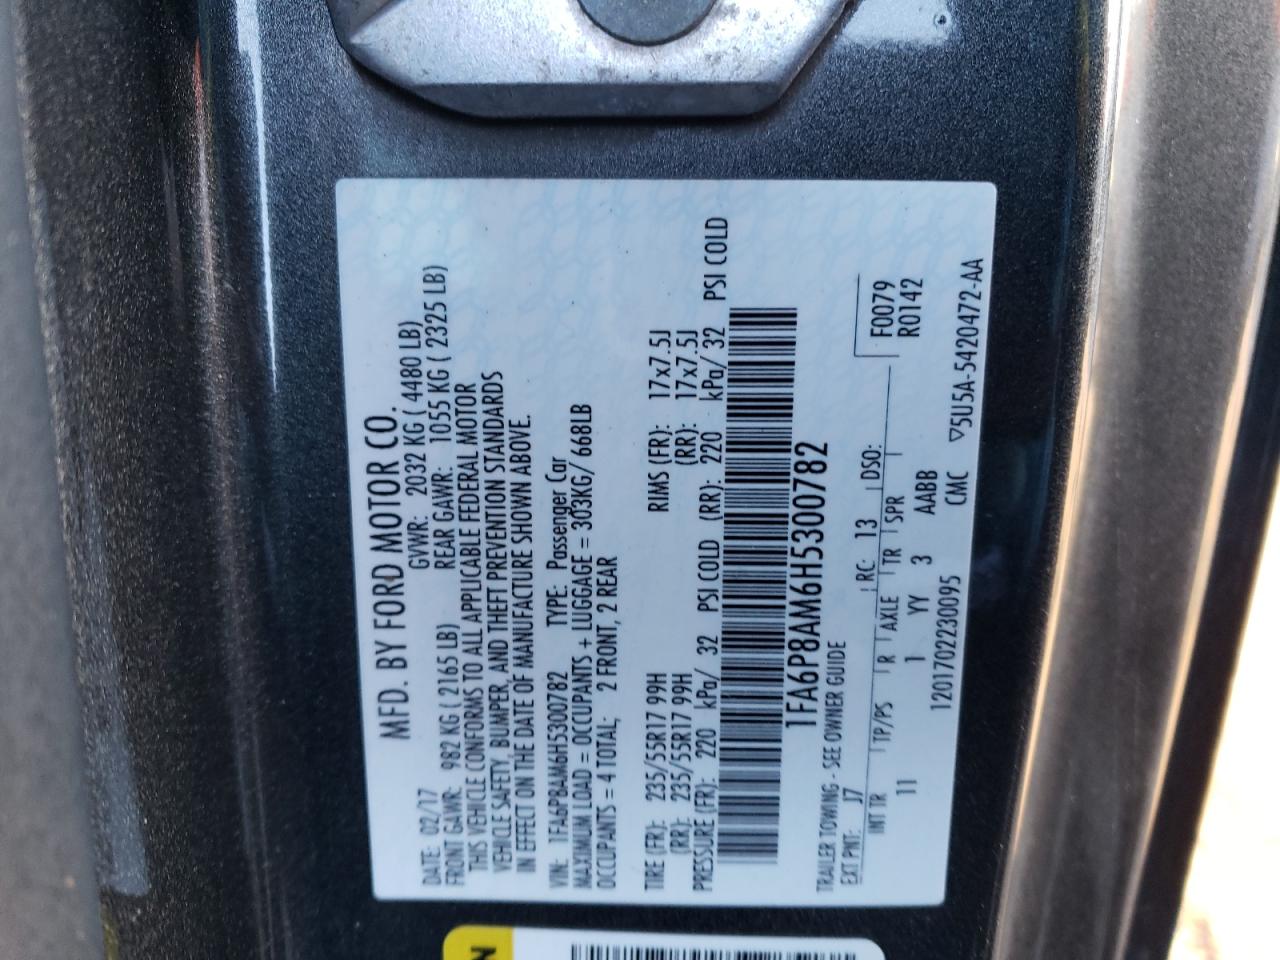 MFD. BY FORD MOTOR CO.
DATE: 02/17 GVWR: 2032 KG ( 4480 LB)
FRONT GAWR: 982 KG ( 2165 LB) REAR GAWR: 1055 KG ( 2325 LB)
THIS VEHICLE CONFORMS TO ALL APPLICABLE FEDERAL MOTOR
VEHICLE SAFETY, BUMPER, AND THEFT PREVENTION STANDARDS
IN EFFECT ON THE DATE OF MANUFACTURE SHOWN ABOVE.
VIN: 1FA6P8AM6H5300782 TYPE: Passenger Car
MAXIMUM LOAD = OCCUPANTS + LUGGAGE = 303KG/ 668LB
OCCUPANTS = 4 TOTAL, 2 FRONT, 2 REAR
TIRE (FR): 235/55R17 99H RIMS (FR): 17x7.5J
(RR): 235/55R17 99H (RR): 17x7.5J
PRESSURE (FR): 220 kPa/ 32 PSI COLD (RR): 220 kPa/ 32 PSI COLD
1FA6P8AM6H5300782
TRAILER TOWING - SEE OWNER GUIDE
EXT PNT: J7 RC: 13 DSO: F0079
INT TR TP/PS R AXLE TR SPR R0142
11 1 YY 3 AABB
12017022300​95 CMC ▽5U5A-5420472-AA
N